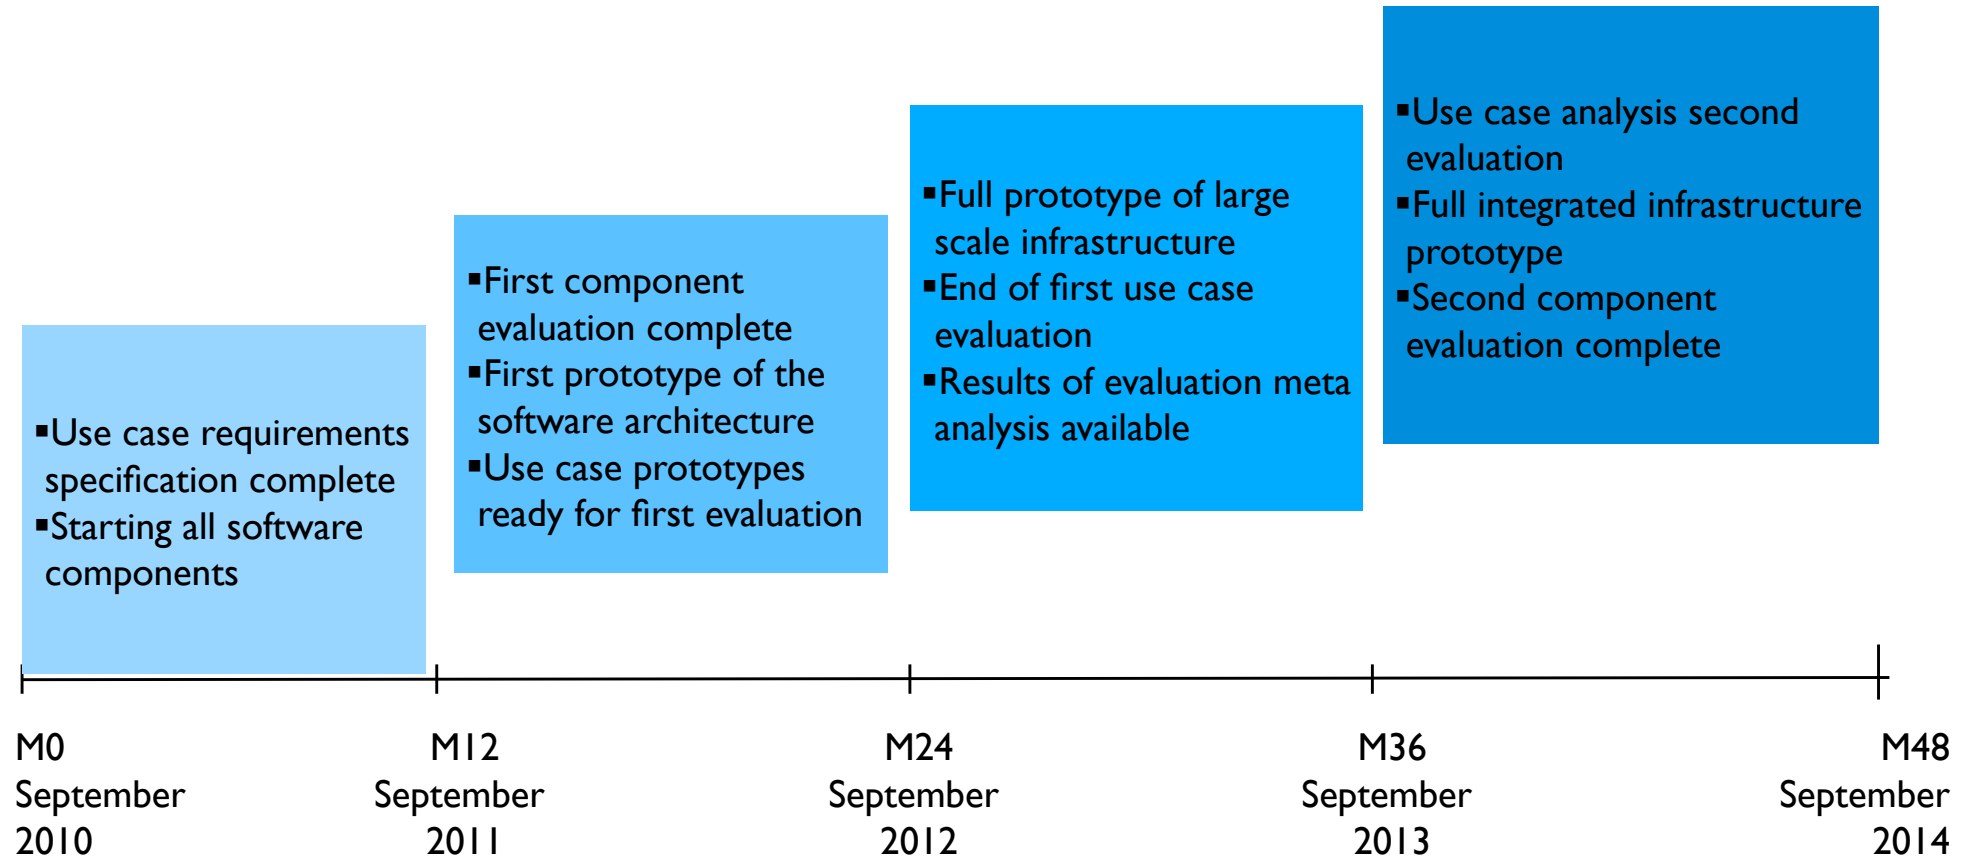 ▪Use case requirements
specification complete
▪Starting all software
components
▪First component
evaluation complete
▪First prototype of the
software architecture
▪Use case prototypes
ready for first evaluation
▪Full prototype of large
scale infrastructure
▪End of first use case
evaluation
▪Results of evaluation meta
analysis available
▪Use case analysis second
evaluation
▪Full integrated infrastructure
prototype
▪Second component
evaluation complete
M0
September
2010
M12
September
2011
M24
September
2012
M36
September
2013
M48
September
2014